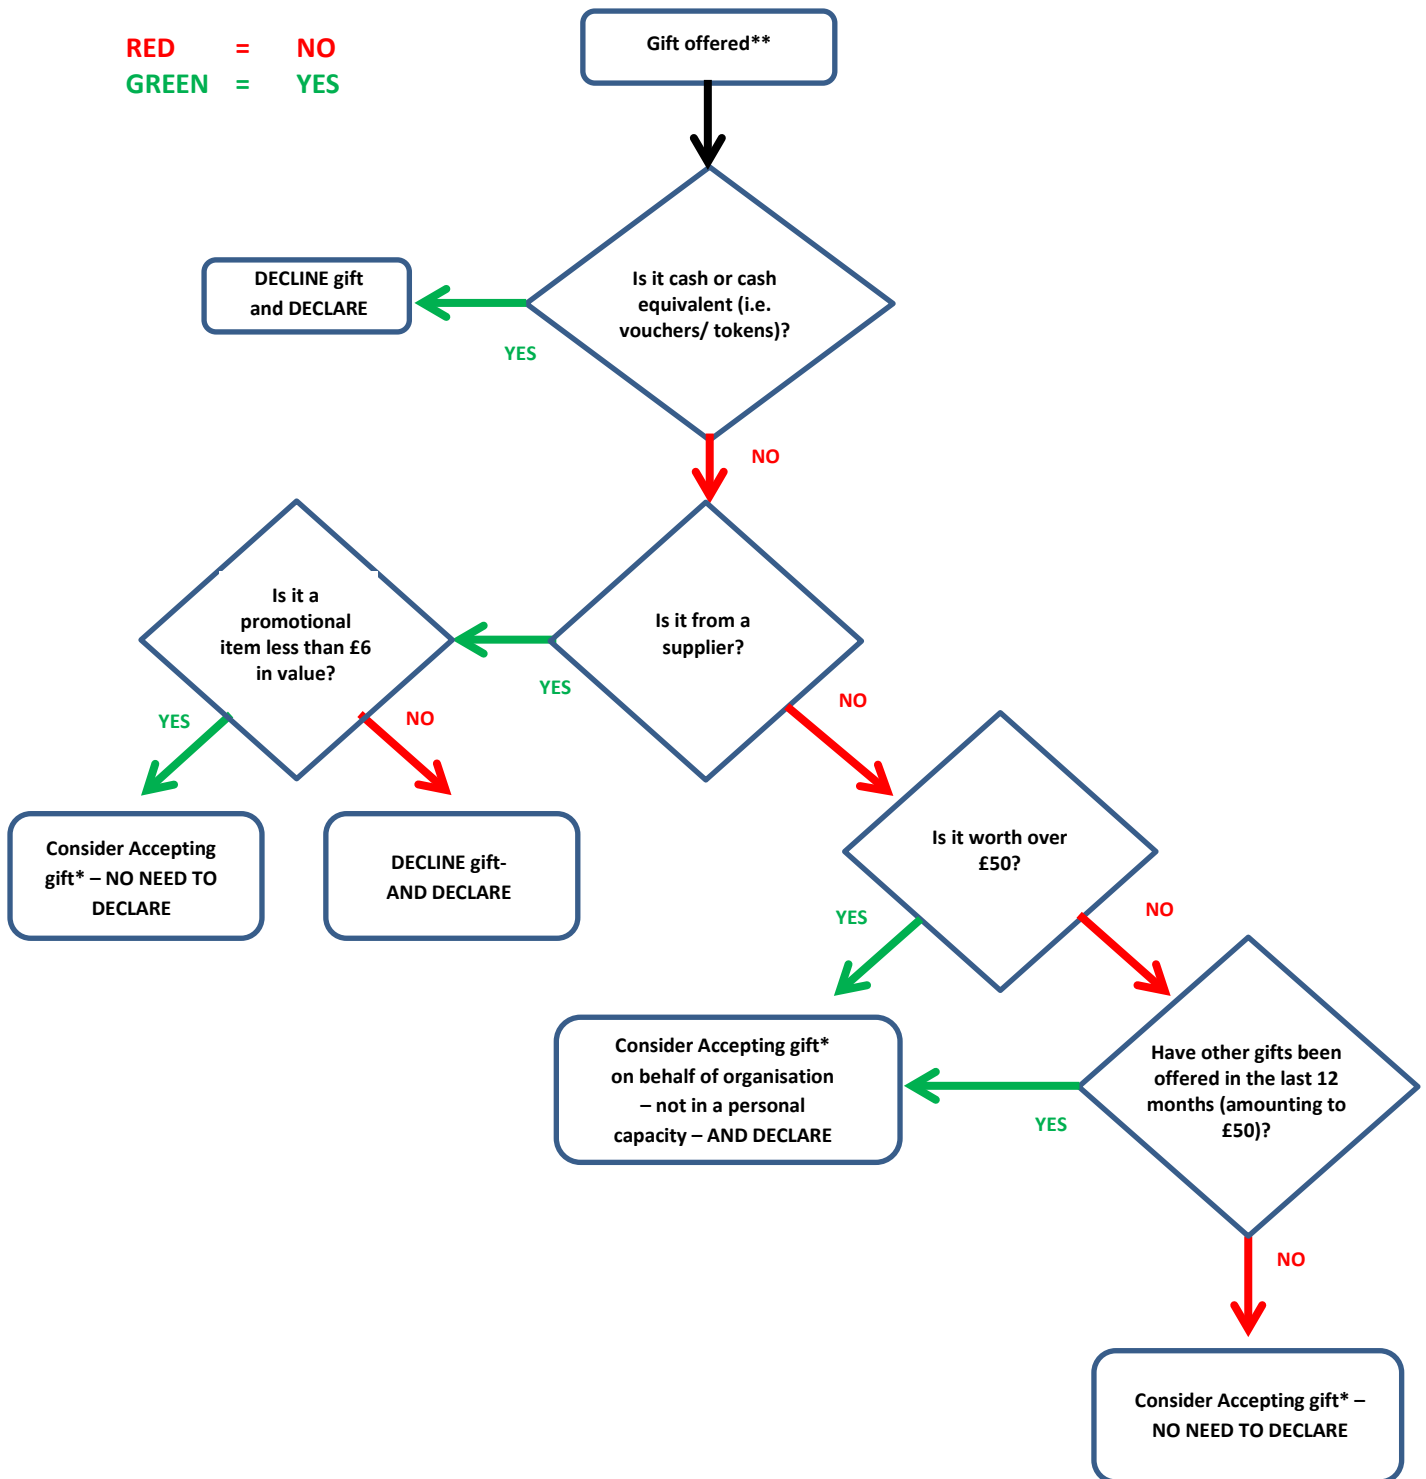 RED = NO
GREEN = YES
Gift offered**
Is it cash or cash
equivalent (i.e.
vouchers/ tokens)?
DECLINE gift
and DECLARE
YES
NO
Is it from a
supplier?
Is it a
promotional
item less than £6
in value?
YES
NO
YES
NO
Consider Accepting
gift* – NO NEED TO
DECLARE
DECLINE gift-
AND DECLARE
Is it worth over
£50?
YES
NO
Consider Accepting gift*
on behalf of organisation
– not in a personal
capacity – AND DECLARE
Have other gifts been
offered in the last 12
months (amounting to
£50)?
YES
NO
Consider Accepting gift* –
NO NEED TO DECLARE